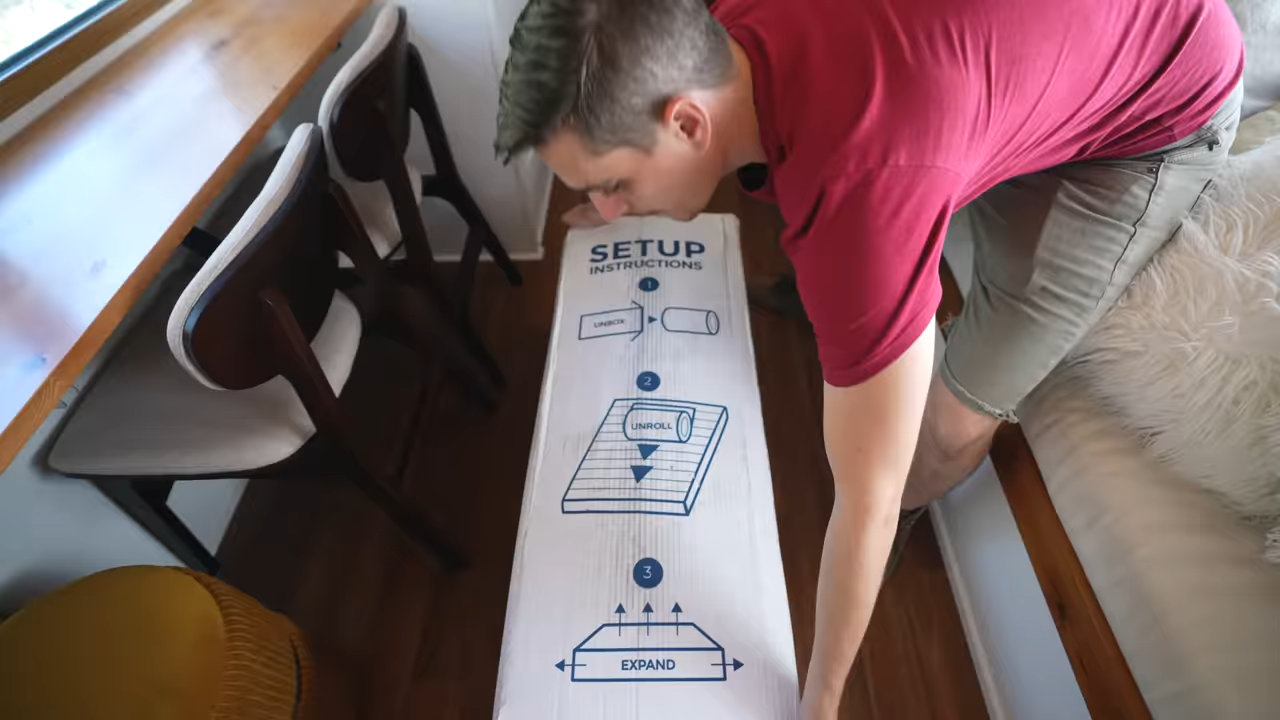 SETUP
INSTRUCTIONS
1
UNBOX
2
UNROLL
3
EXPAND